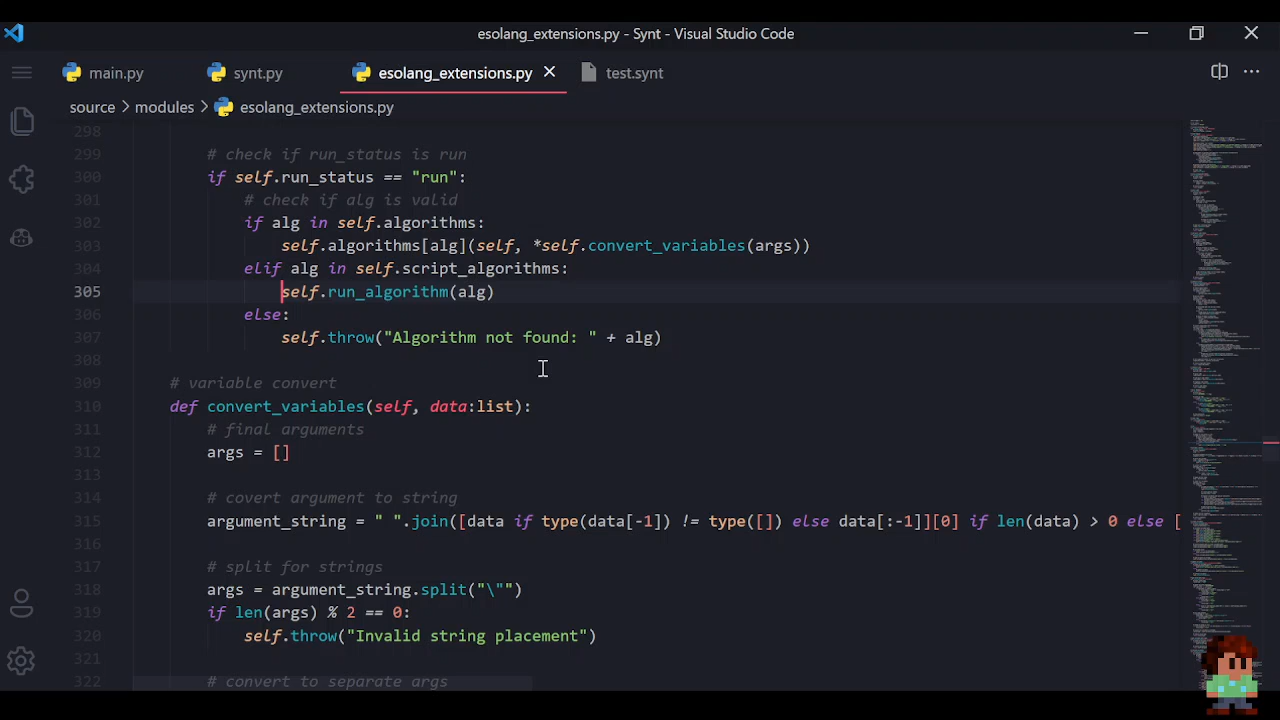 esolang_extensions.py - Synt - Visual Studio Code
main.py synt.py esolang_extensions.py test.synt
source > modules > esolang_extensions.py
298
299 # check if run_status is run
300 if self.run_status == "run":
301 # check if alg is valid
302 if alg in self.algorithms:
303 self.algorithms[alg](self, *self.convert_variables(args))
304 elif alg in self.script_algorithms:
305 self.run_algorithm(alg)
306 else:
307 self.throw("Algorithm not found: " + alg)
308
309 # variable convert
310 def convert_variables(self, data:list):
311 # final arguments
312 args = []
313
314 # covert argument to string
315 argument_string = " ".join([data if type(data[-1]) != type([]) else data[:-1]][0] if len(data) > 0 else [
316
317 # split for strings
318 args = argument_string.split("\"")
319 if len(args) % 2 == 0:
320 self.throw("Invalid string placement")
321
322 # convert to separate args